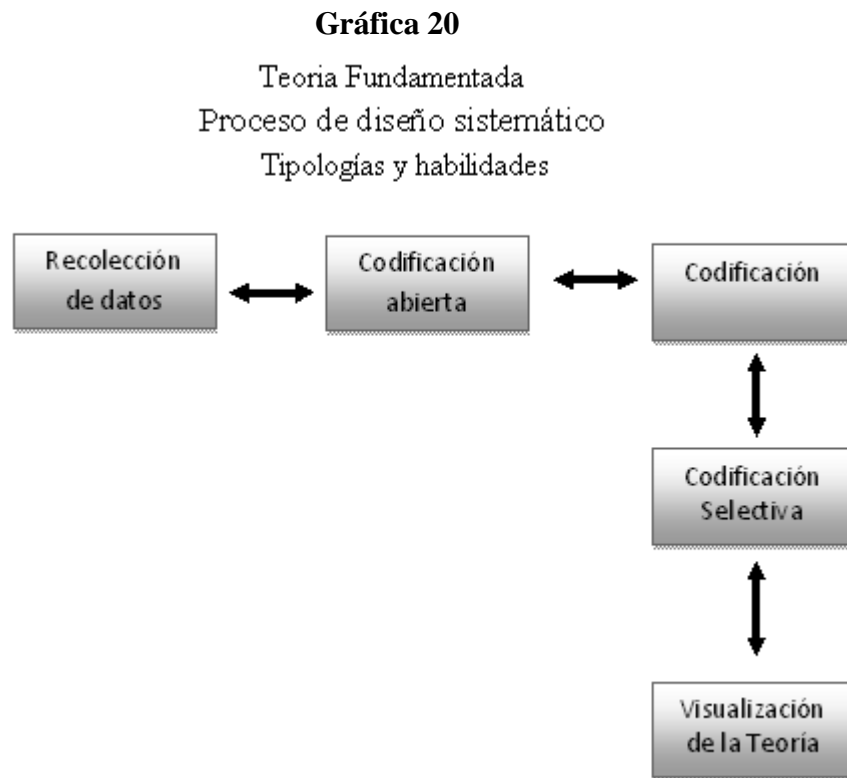 Gráfica 20
Teoria Fundamentada
Proceso de diseño sistemático
Tipologías y habilidades
Recolección
de datos
Codificación
abierta
Codificación
Codificación
Selectiva
Visualización
de la Teoría